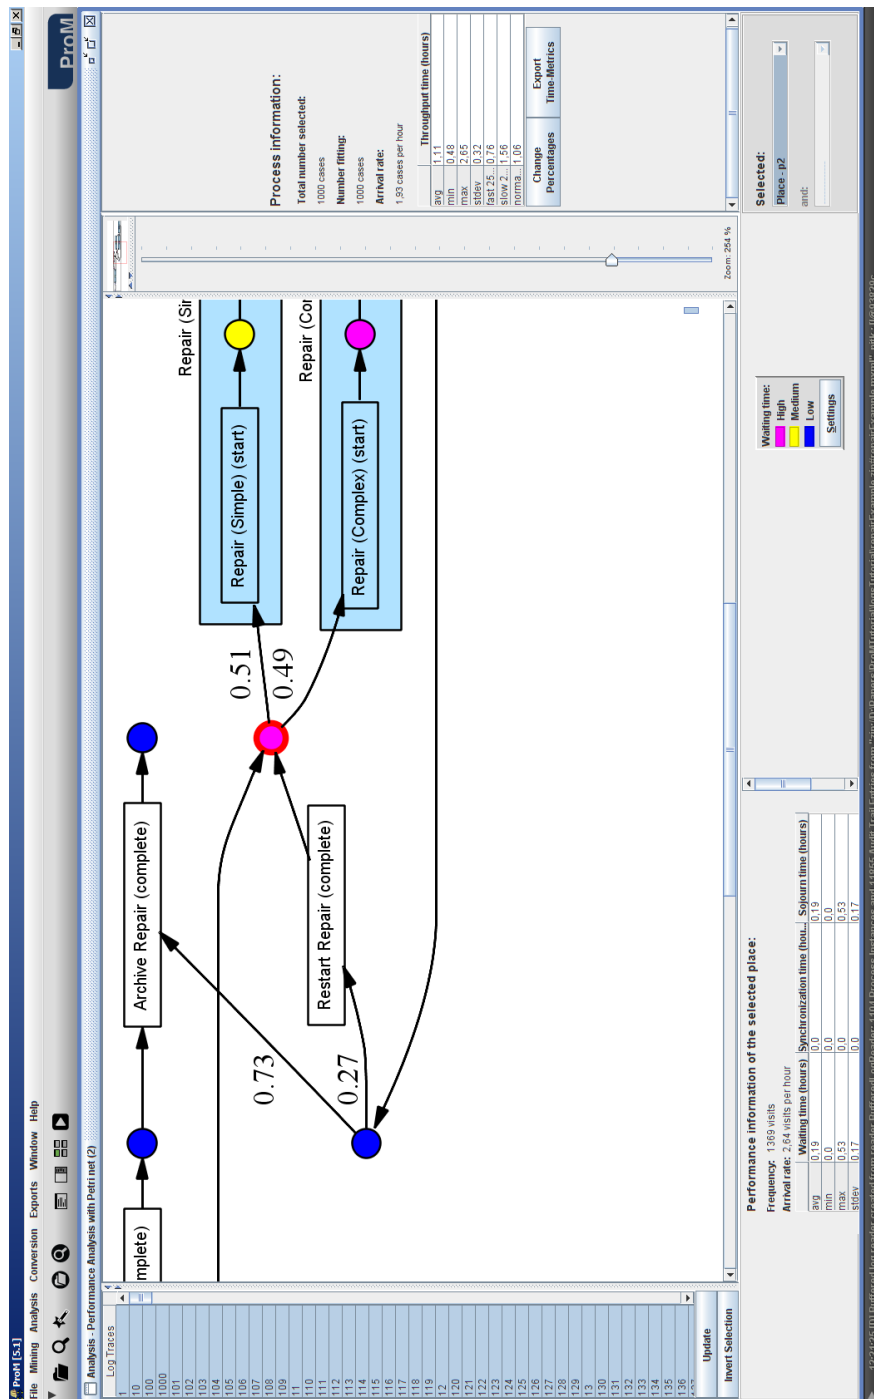 ProM [5.1]
File Mining Analysis Conversion Exports Window Help
ProM
Analysis - Performance Analysis with Petri net (2)
Log Traces
1
10
100
1000
101
102
103
104
105
106
107
108
109
11
110
111
112
113
114
115
116
117
118
119
12
120
121
122
123
124
125
126
127
128
129
13
130
131
132
133
134
135
136
Update
Invert Selection
mplete)
Archive Repair (complete)
0.73
0.27
Restart Repair (complete)
0.51
0.49
Repair (Simple) (start)
Repair (Sir
Repair (Complex) (start)
Repair (Cor
Zoom: 254 %
Process information:
Total number selected:
1000 cases
Number fitting:
1000 cases
Arrival rate:
1,93 cases per hour
Throughput time (hours)
avg 1,11
min 0,48
max 2,65
stdev 0,32
fast 25... 0,76
slow 2... 1,56
norma... 1,06
Change Percentages
Export Time-Metrics
Performance information of the selected place:
Frequency: 1369 visits
Arrival rate: 2,64 visits per hour
Waiting time (hours) Synchronization time (hou... Sojourn time (hours)
avg 0,19 0,0 0,19
min 0,0 0,0 0,0
max 0,53 0,0 0,53
stdev 0,17 0,0 0,17
Waiting time:
High
Medium
Low
Settings
Selected:
Place - p2
and: